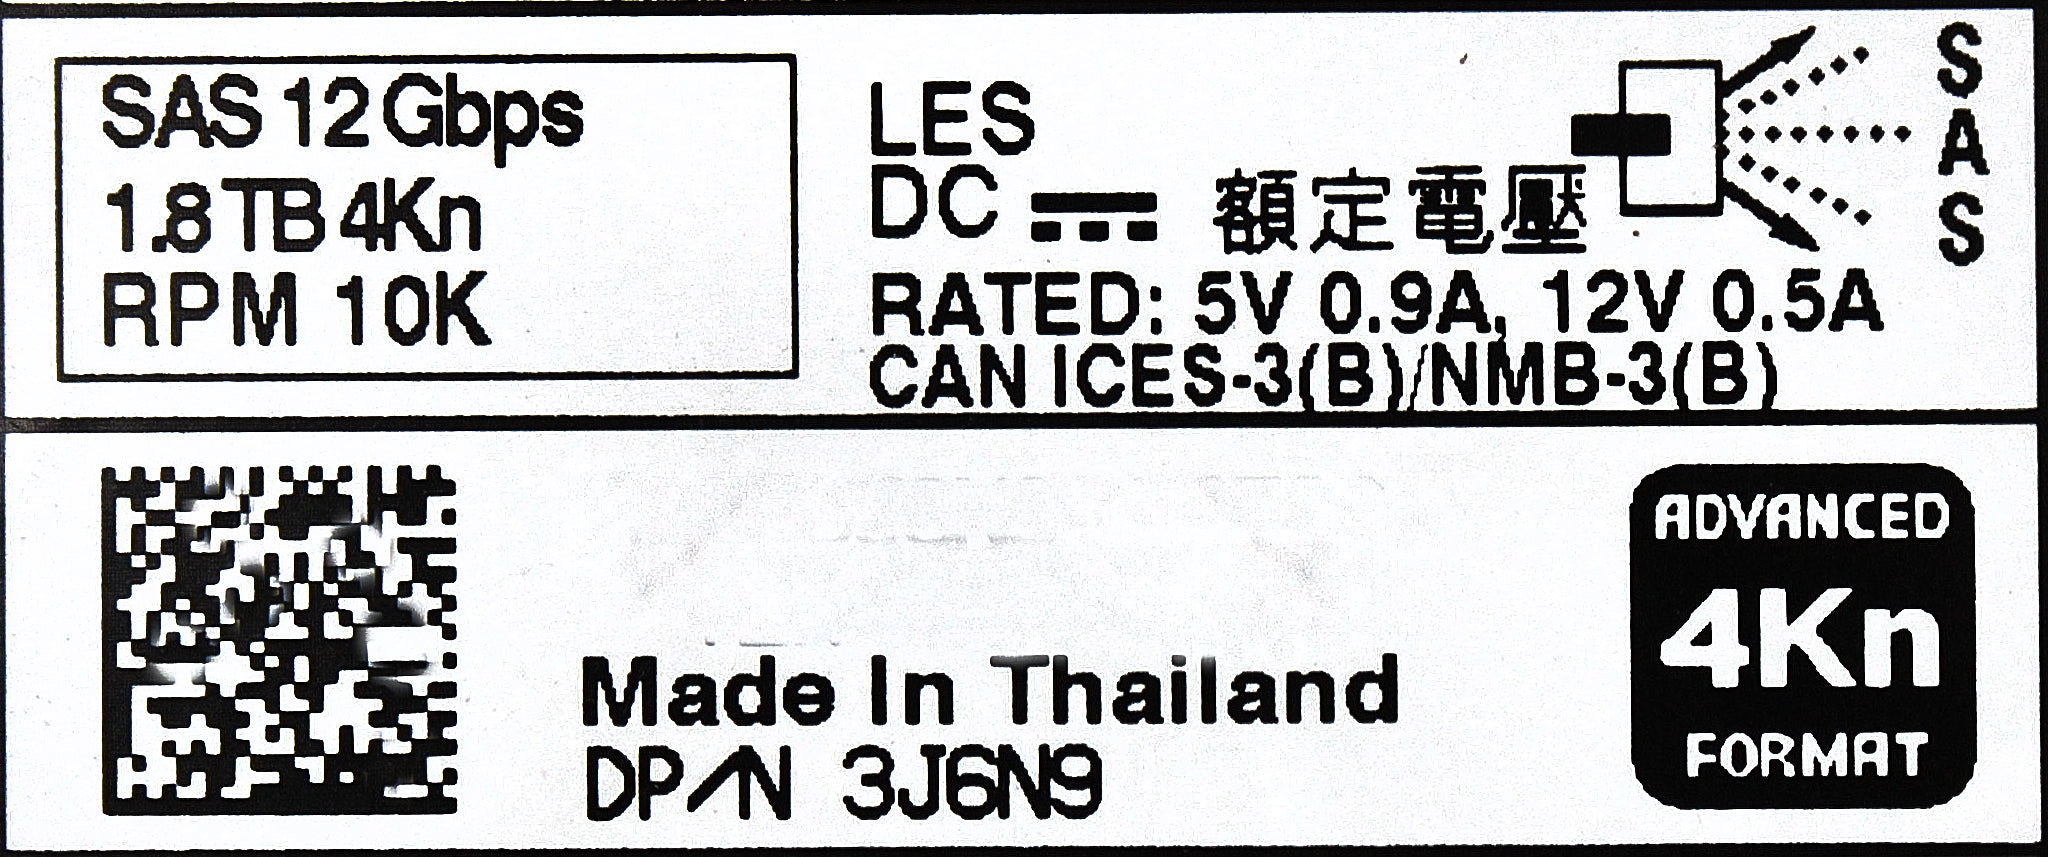 SAS 12 Gbps
1.8 TB 4Kn
RPM 10K
LES
DC 額定電壓
RATED: 5V 0.9A, 12V 0.5A
CAN ICES-3(B)/NMB-3(B)
SAS
Made In Thailand
DP/N 3J6N9
ADVANCED
4Kn
FORMAT